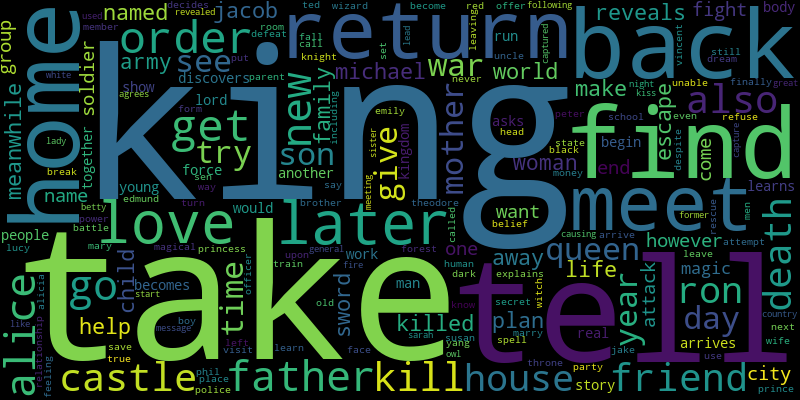 used decides wizard become red offer following
member revealed ted
group home named jacob return back reveals fight body
order see room defeat fall call knight run leaving uncle lead set captured
army michael war never world
meanwhile soldier show discovers put parent vincent still dream make also
white agrees lord form including family new
king unable finally night kiss great
find
get mother emily asks head peter school even refuse
together lady try son give sister kingdom state black begin escape come despite capture
name young force another woman end money learns
break sen way say meeting
betty power edmund turn brother theodore called want former
people battle would belief causing rescue men
love later meet death
lucy mary magical princess upon general forest one away arrive queen however leave attempt
go child time becomes train work human dark explains life magic
take tell
alice alicia relationship start officer fire man secret witch year attack ron country
like old plan real day next
help boy message sword killed know susan marry spell arrives
save true left face sarah yang jake use wife
feeling visit learn owl throne
castle phil place police father kill house party story friend city prince